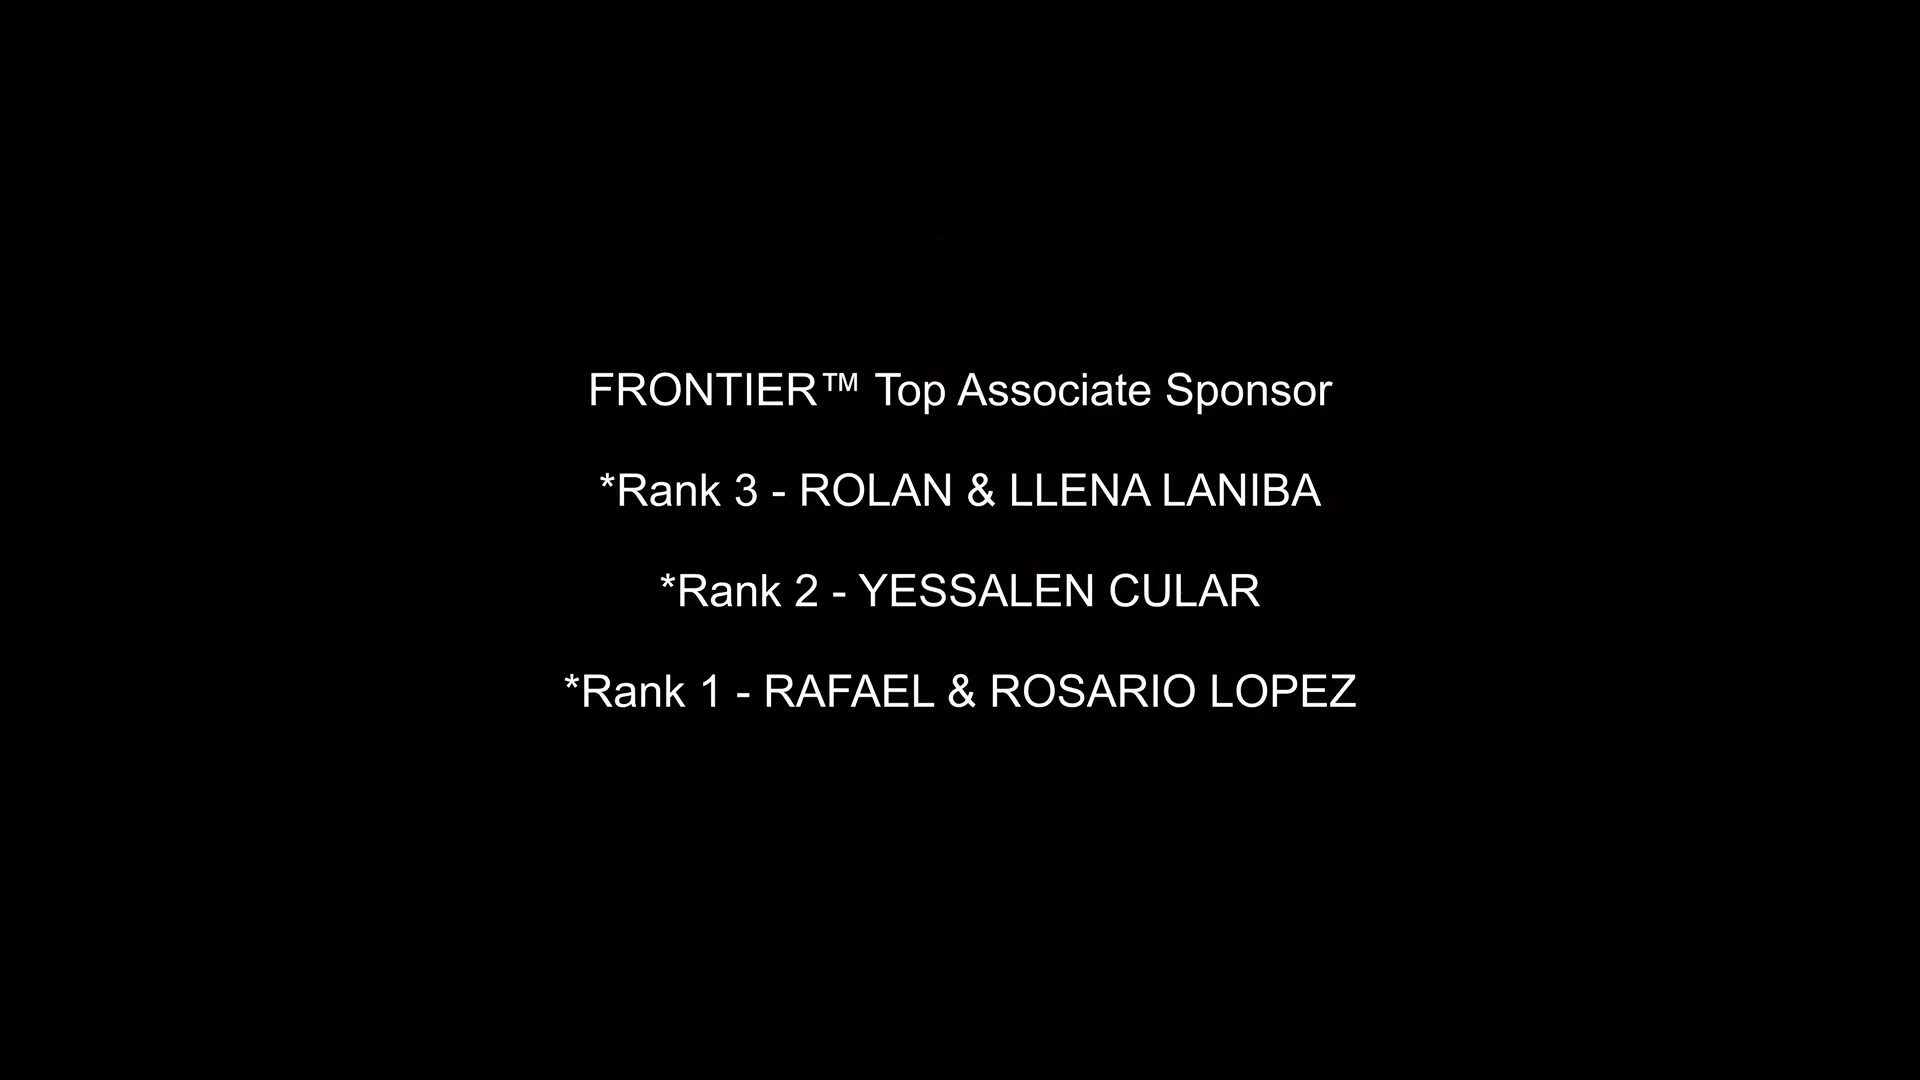 FRONTIER™ Top Associate Sponsor
*Rank 3 - ROLAN & LLENA LANIBA
*Rank 2 - YESSALEN CULAR
*Rank 1 - RAFAEL & ROSARIO LOPEZ